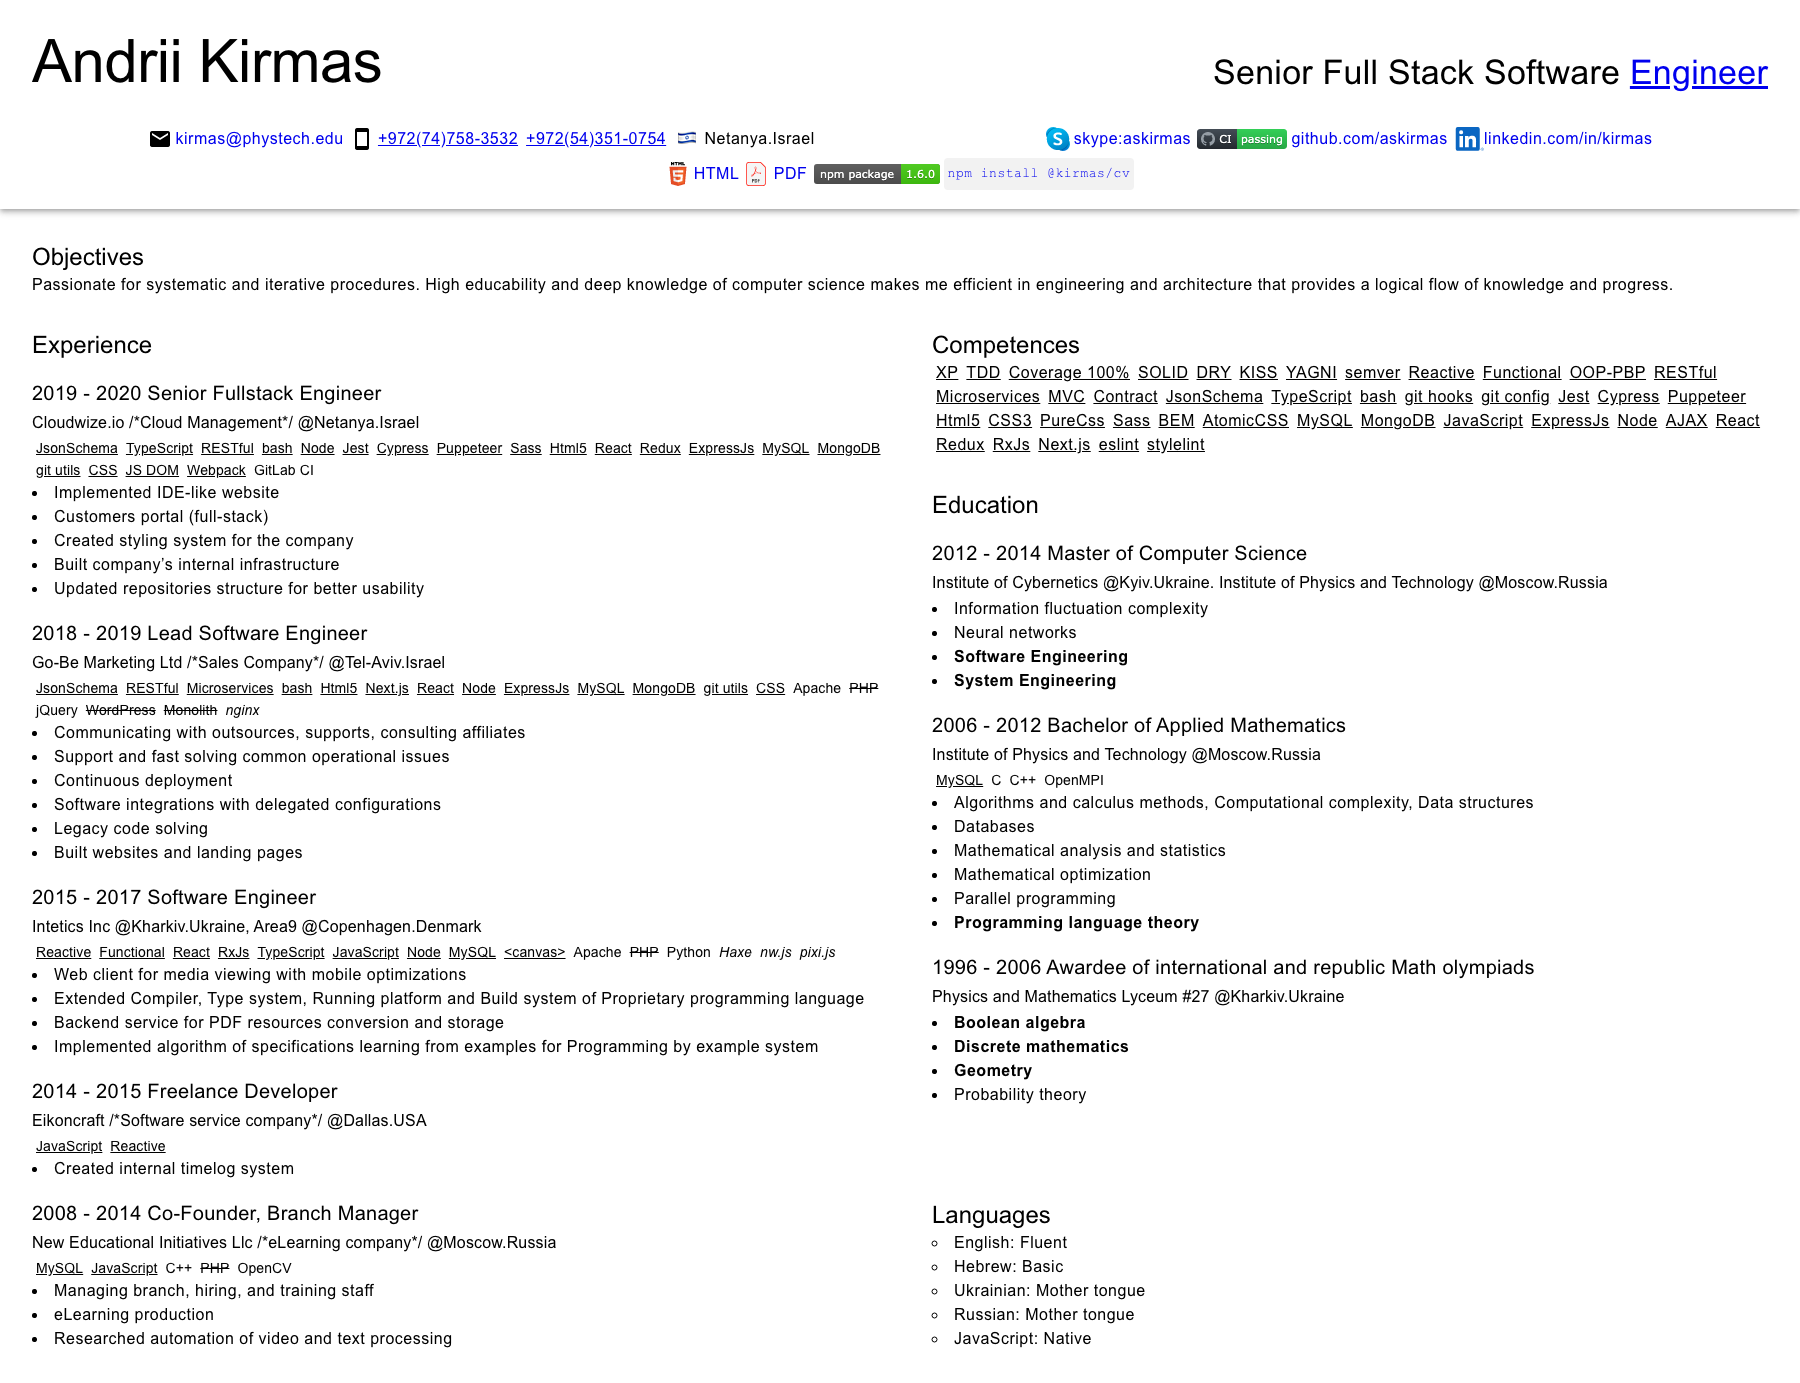 Andrii Kirmas
Senior Full Stack Software Engineer
kirmas@phystech.edu +972(74)758-3532 +972(54)351-0754 Netanya.Israel
skype:askirmas CI passing github.com/askirmas linkedin.com/in/kirmas
HTML PDF npm package 1.6.0 npm install @kirmas/cv
Objectives
Passionate for systematic and iterative procedures. High educability and deep knowledge of computer science makes me efficient in engineering and architecture that provides a logical flow of knowledge and progress.
Experience
2019 - 2020 Senior Fullstack Engineer
Cloudwize.io /*Cloud Management*/ @Netanya.Israel
JsonSchema TypeScript RESTful bash Node Jest Cypress Puppeteer Sass Html5 React Redux ExpressJs MySQL MongoDB
git utils CSS JS DOM Webpack GitLab CI
• Implemented IDE-like website
• Customers portal (full-stack)
• Created styling system for the company
• Built company’s internal infrastructure
• Updated repositories structure for better usability
2018 - 2019 Lead Software Engineer
Go-Be Marketing Ltd /*Sales Company*/ @Tel-Aviv.Israel
JsonSchema RESTful Microservices bash Html5 Next.js React Node ExpressJs MySQL MongoDB git utils CSS Apache PHP
jQuery WordPress Monolith nginx
• Communicating with outsources, supports, consulting affiliates
• Support and fast solving common operational issues
• Continuous deployment
• Software integrations with delegated configurations
• Legacy code solving
• Built websites and landing pages
2015 - 2017 Software Engineer
Intetics Inc @Kharkiv.Ukraine, Area9 @Copenhagen.Denmark
Reactive Functional React RxJs TypeScript JavaScript Node MySQL <canvas> Apache PHP Python Haxe nw.js pixi.js
• Web client for media viewing with mobile optimizations
• Extended Compiler, Type system, Running platform and Build system of Proprietary programming language
• Backend service for PDF resources conversion and storage
• Implemented algorithm of specifications learning from examples for Programming by example system
2014 - 2015 Freelance Developer
Eikoncraft /*Software service company*/ @Dallas.USA
JavaScript Reactive
• Created internal timelog system
2008 - 2014 Co-Founder, Branch Manager
New Educational Initiatives Llc /*eLearning company*/ @Moscow.Russia
MySQL JavaScript C++ PHP OpenCV
• Managing branch, hiring, and training staff
• eLearning production
• Researched automation of video and text processing
Competences
XP TDD Coverage 100% SOLID DRY KISS YAGNI semver Reactive Functional OOP-PBP RESTful
Microservices MVC Contract JsonSchema TypeScript bash git hooks git config Jest Cypress Puppeteer
Html5 CSS3 PureCss Sass BEM AtomicCSS MySQL MongoDB JavaScript ExpressJs Node AJAX React
Redux RxJs Next.js eslint stylelint
Education
2012 - 2014 Master of Computer Science
Institute of Cybernetics @Kyiv.Ukraine. Institute of Physics and Technology @Moscow.Russia
• Information fluctuation complexity
• Neural networks
• Software Engineering
• System Engineering
2006 - 2012 Bachelor of Applied Mathematics
Institute of Physics and Technology @Moscow.Russia
MySQL C C++ OpenMPI
• Algorithms and calculus methods, Computational complexity, Data structures
• Databases
• Mathematical analysis and statistics
• Mathematical optimization
• Parallel programming
• Programming language theory
1996 - 2006 Awardee of international and republic Math olympiads
Physics and Mathematics Lyceum #27 @Kharkiv.Ukraine
• Boolean algebra
• Discrete mathematics
• Geometry
• Probability theory
Languages
◦ English: Fluent
◦ Hebrew: Basic
◦ Ukrainian: Mother tongue
◦ Russian: Mother tongue
◦ JavaScript: Native